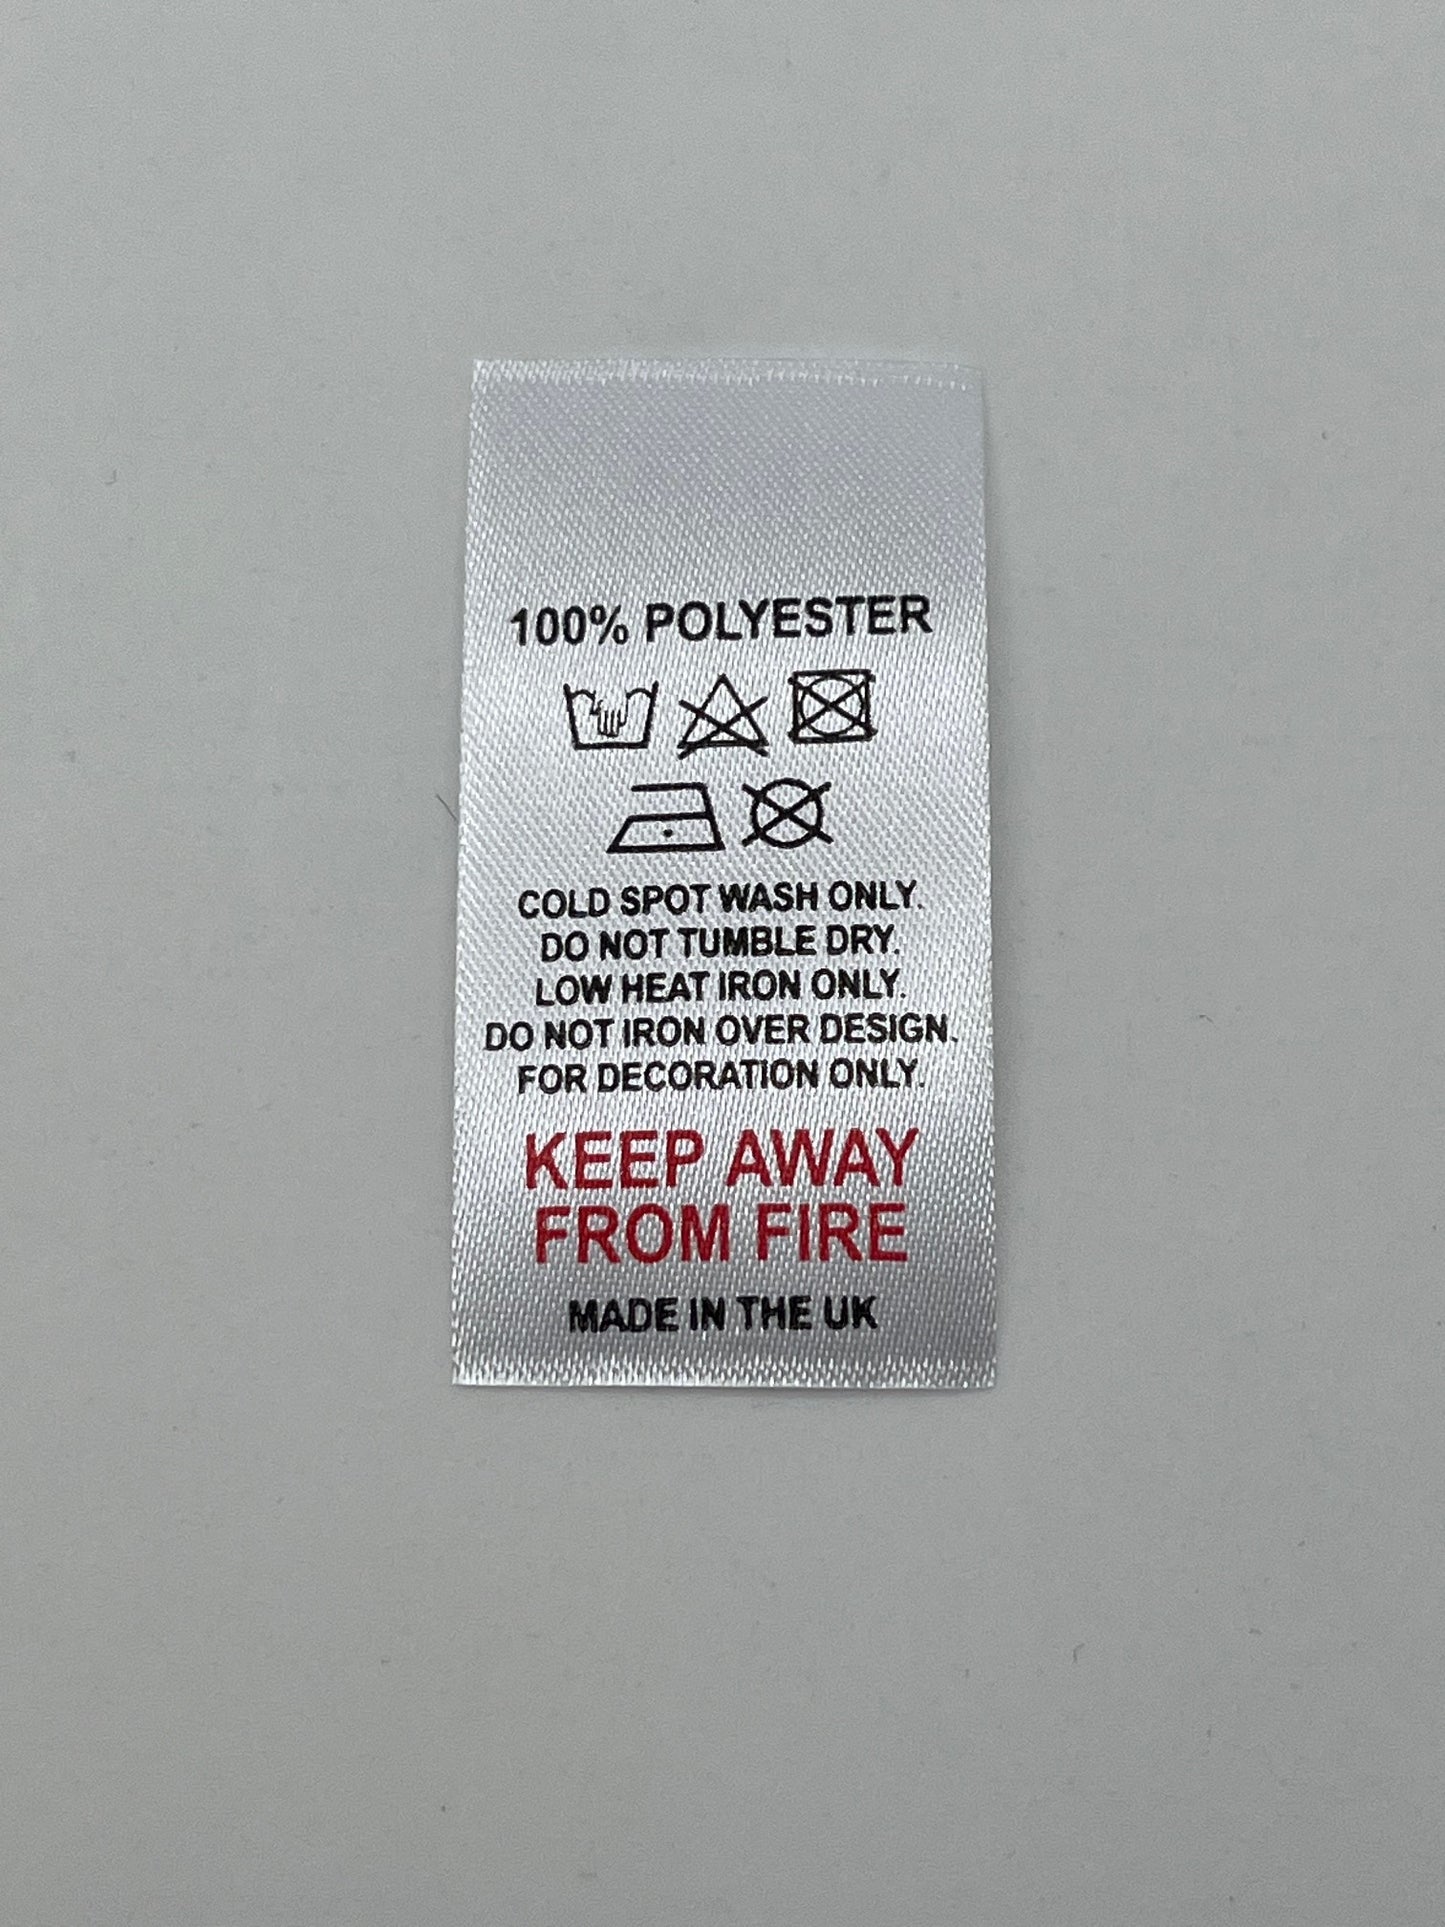 100% POLYESTER
COLD SPOT WASH ONLY.
DO NOT TUMBLE DRY.
LOW HEAT IRON ONLY.
DO NOT IRON OVER DESIGN.
FOR DECORATION ONLY.
KEEP AWAY
FROM FIRE
MADE IN THE UK